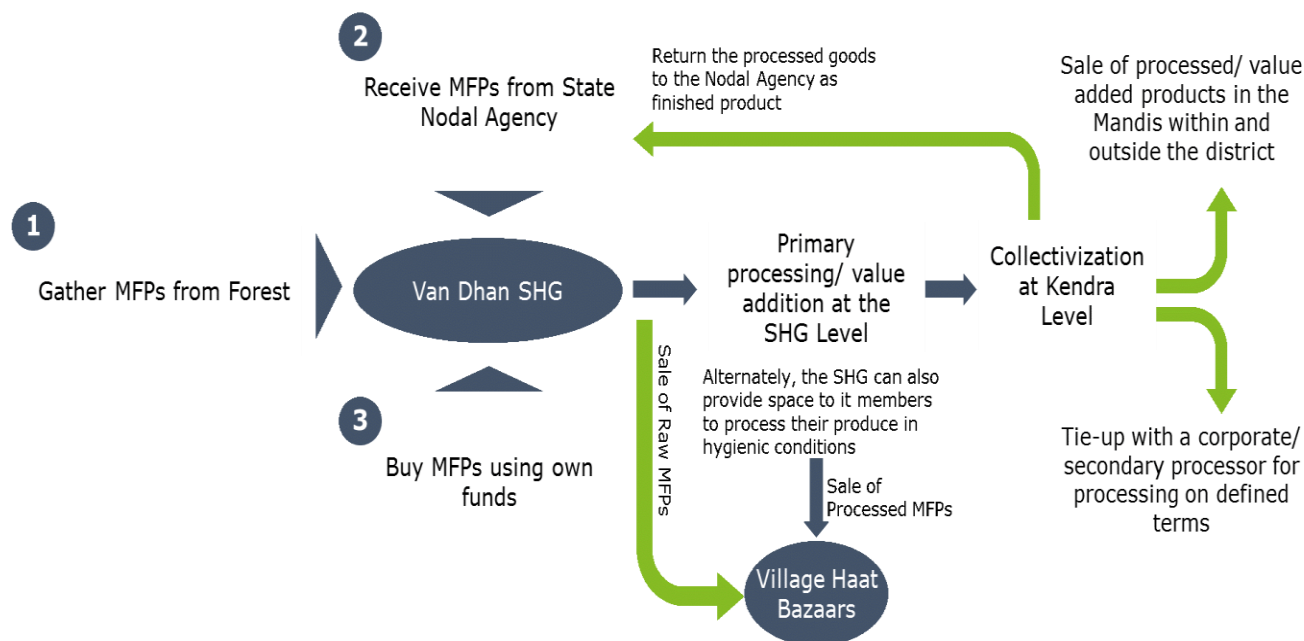 2
Receive MFPs from State
Nodal Agency
Return the processed goods
to the Nodal Agency as
finished product
Sale of processed/ value
added products in the
Mandis within and
outside the district
1
Gather MFPs from Forest
Van Dhan SHG
Primary
processing/ value
addition at the
SHG Level
Collectivization
at Kendra
Level
Alternately, the SHG can also
provide space to it members
to process their produce in
hygienic conditions
Sale of Raw MFPs
3
Buy MFPs using own
funds
Sale of
Processed MFPs
Tie-up with a corporate/
secondary processor for
processing on defined
terms
Village Haat
Bazaars